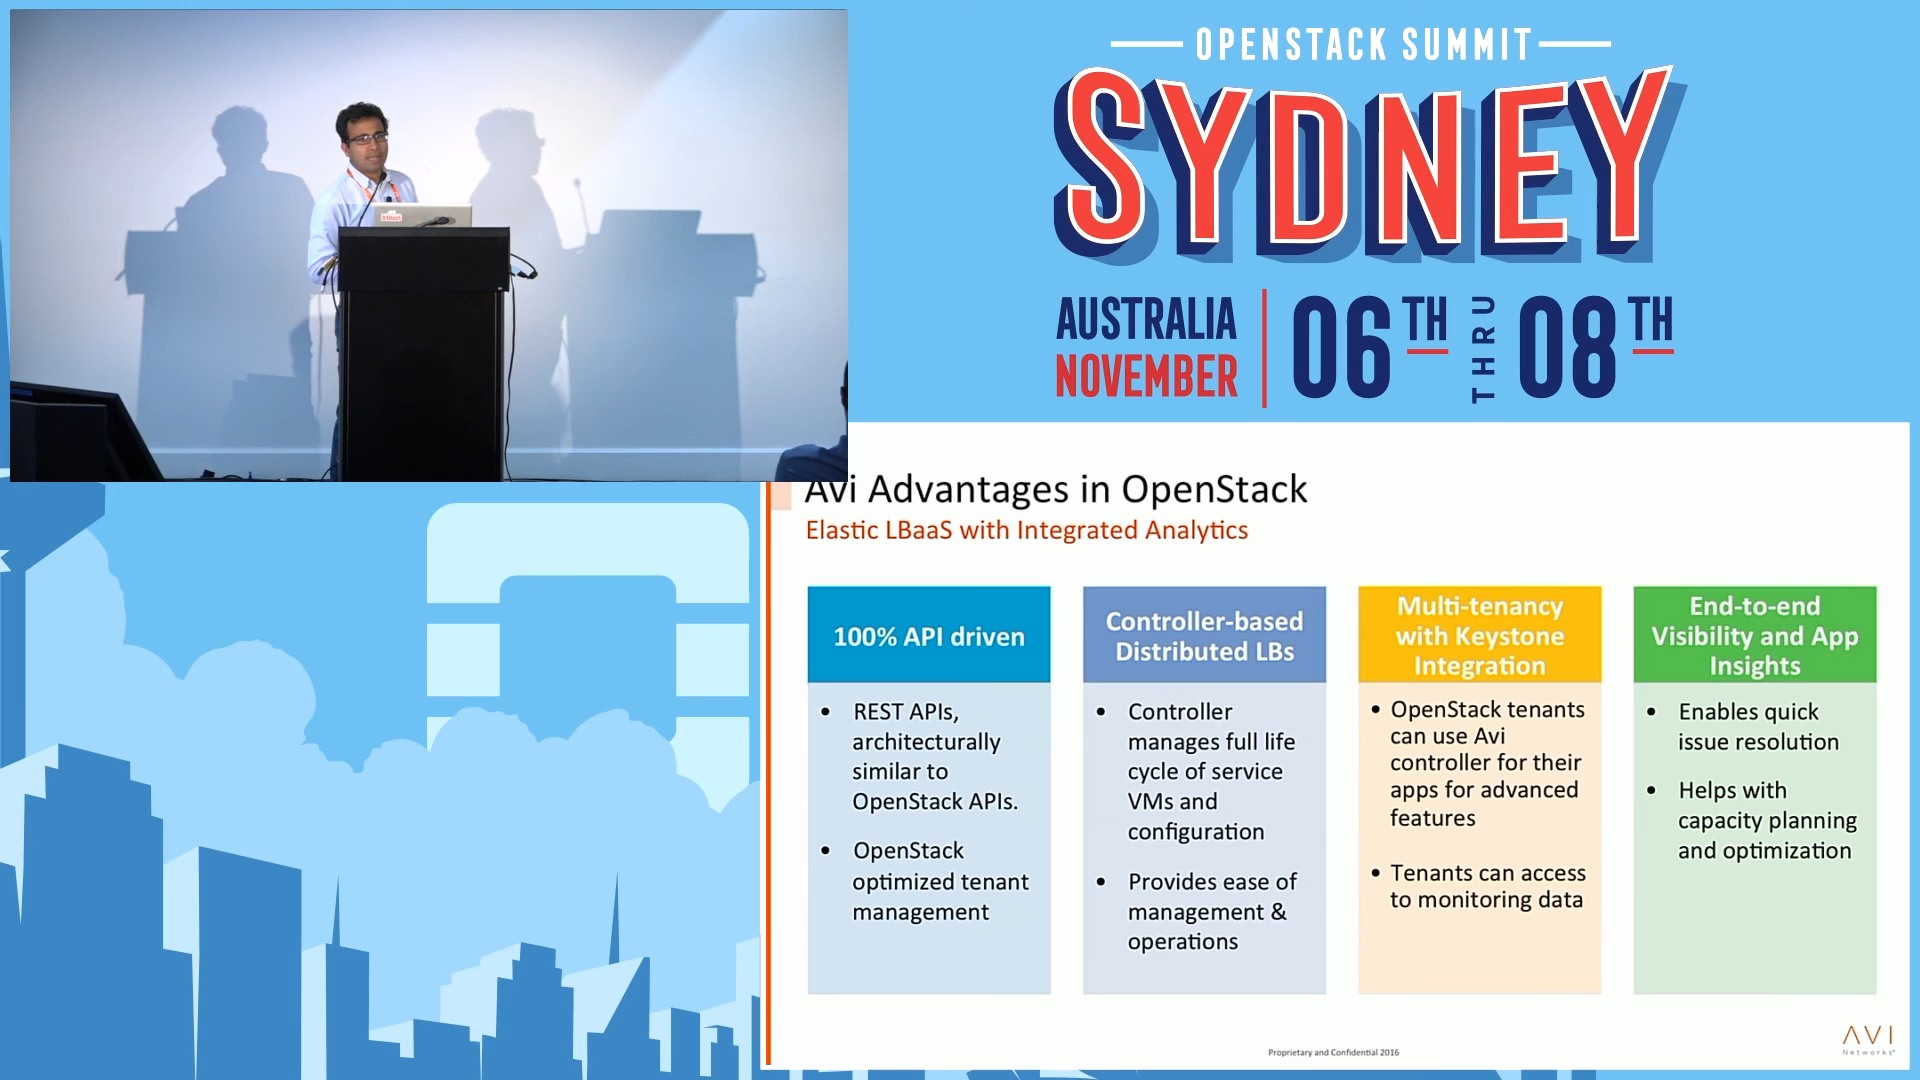 OPENSTACK SUMMIT
SYDNEY
AUSTRALIA
NOVEMBER
06TH THRU 08TH
Avi Advantages in OpenStack
Elastic LBaaS with Integrated Analytics
100% API driven
• REST APIs,
architecturally
similar to
OpenStack APIs.
• OpenStack
optimized tenant
management
Controller-based
Distributed LBs
• Controller
manages full life
cycle of service
VMs and
configuration
• Provides ease of
management &
operations
Multi-tenancy
with Keystone
Integration
• OpenStack tenants
can use Avi
controller for their
apps for advanced
features
• Tenants can access
to monitoring data
End-to-end
Visibility and App
Insights
• Enables quick
issue resolution
• Helps with
capacity planning
and optimization
Proprietary and Confidential 2016
AVI
Networks